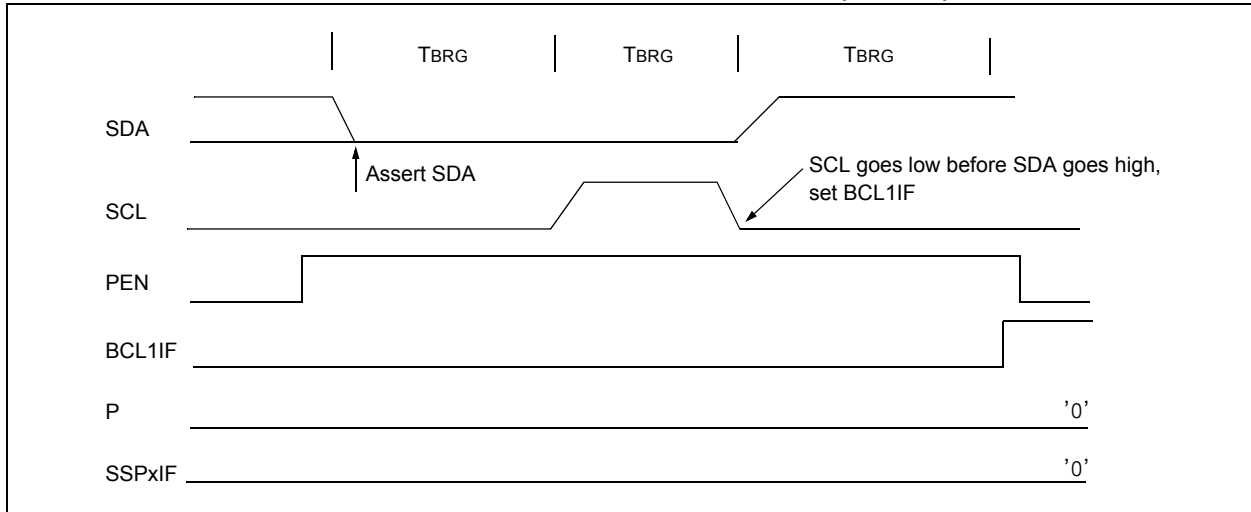 TBRG TBRG TBRG
SDA
Assert SDA
SCL goes low before SDA goes high,
set BCL1IF
SCL
PEN
BCL1IF
P '0'
SSPxIF '0'